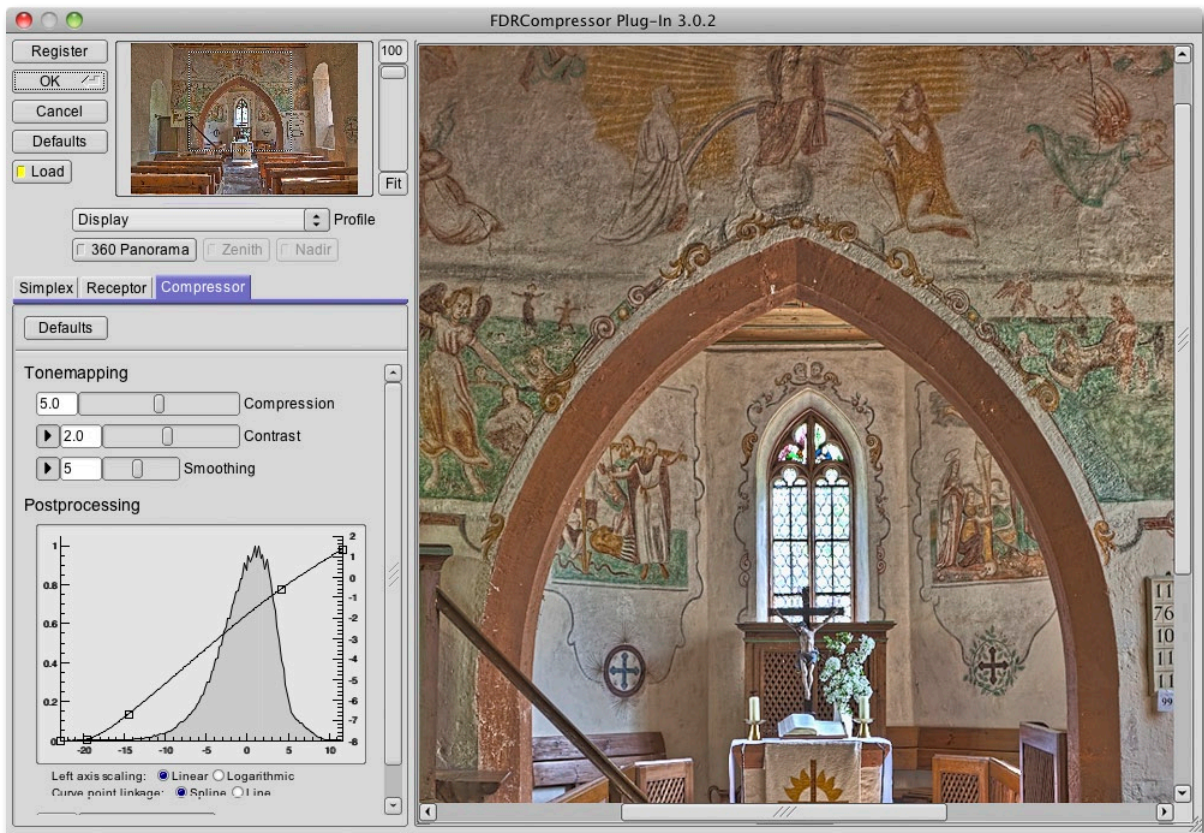 FDRCompressor Plug-In 3.0.2
Register
OK
Cancel
Defaults
Load
100
Fit
Display
Profile
360 Panorama
Zenith
Nadir
Simplex
Receptor
Compressor
Defaults
Tonemapping
5.0 Compression
2.0 Contrast
5 Smoothing
Postprocessing
1
0.8
0.6
0.4
0.2
0
-20 -15 -10 -5 0 5 10
2
1
0
-1
-2
-3
-4
-5
-6
-7
-8
Left axis scaling: Linear Logarithmic
Curve point linkage: Spline Line
11
76
10
11
11
99